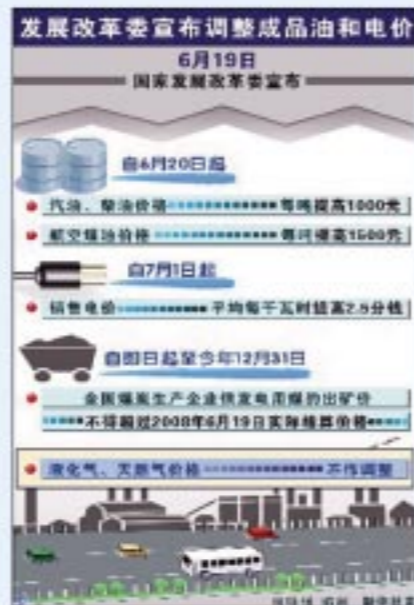 发展改革委宣布调整成品油和电价
6月19日
国家发展改革委宣布
自6月20日起
汽油、柴油价格 每吨提高1000元
航空煤油价格 每吨提高1500元
自7月1日起
销售电价 平均每千瓦时提高2.5分钱
自即日起至今年12月31日
全国煤炭生产企业供发电用煤的出矿价
不得超过2008年6月19日实际结算价格
液化气、天然气价格 不作调整